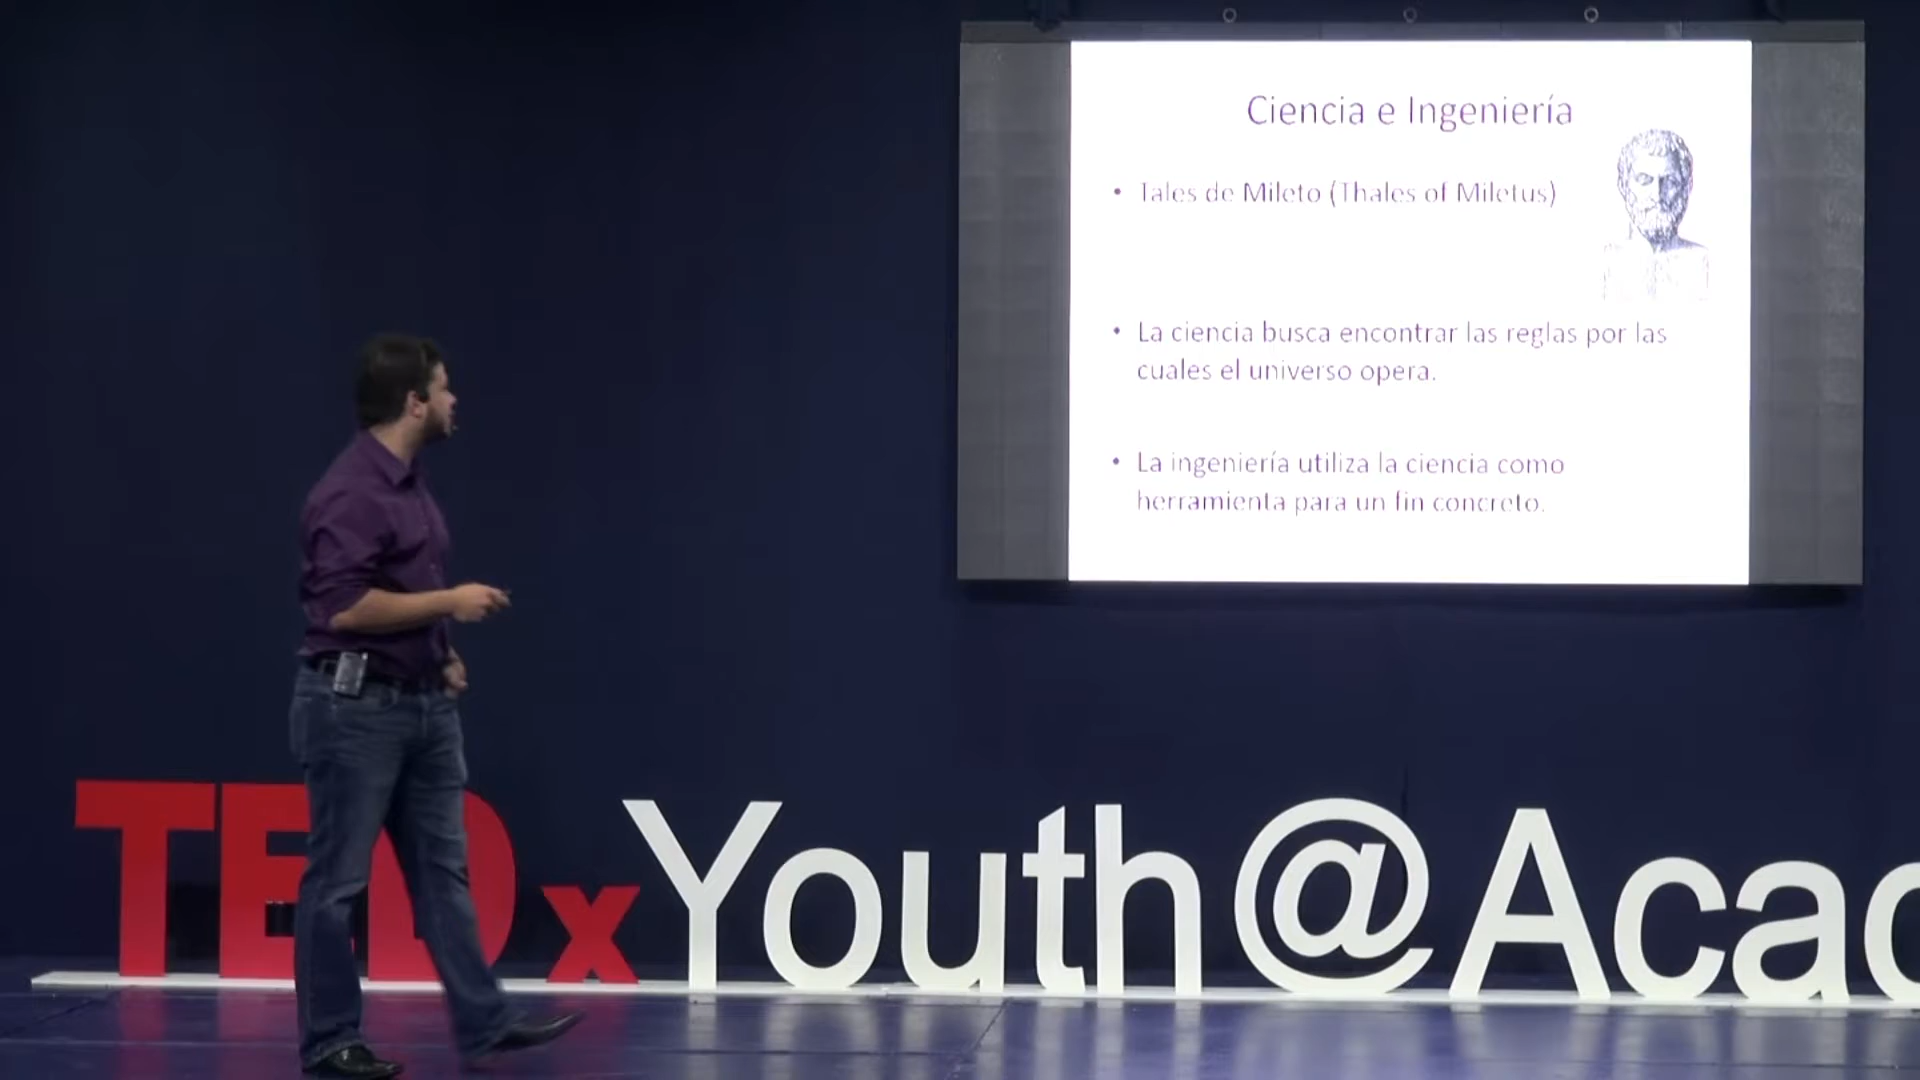 Ciencia e Ingeniería
• Tales de Mileto (Thales of Miletus)
• La ciencia busca encontrar las reglas por las
cuales el universo opera.
• La ingeniería utiliza la ciencia como
herramienta para un fin concreto.
TEDxYouth@Acac